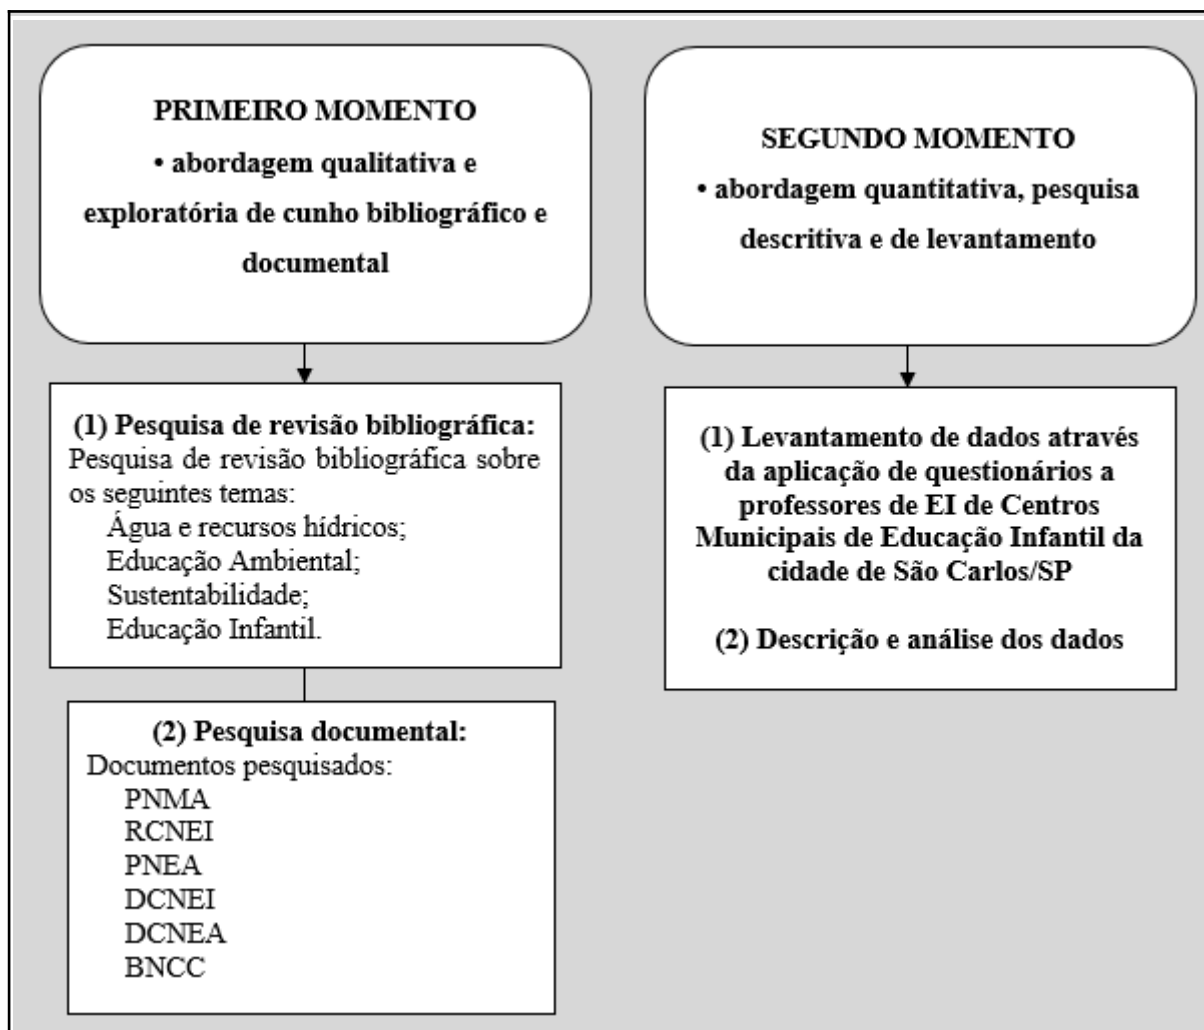 PRIMEIRO MOMENTO
• abordagem qualitativa e
exploratória de cunho bibliográfico e
documental
(1) Pesquisa de revisão bibliográfica:
Pesquisa de revisão bibliográfica sobre
os seguintes temas:
Água e recursos hídricos;
Educação Ambiental;
Sustentabilidade;
Educação Infantil.
(2) Pesquisa documental:
Documentos pesquisados:
PNMA
RCNEI
PNEA
DCNEI
DCNEA
BNCC
SEGUNDO MOMENTO
• abordagem quantitativa, pesquisa
descritiva e de levantamento
(1) Levantamento de dados através
da aplicação de questionários a
professores de EI de Centros
Municipais de Educação Infantil da
cidade de São Carlos/SP
(2) Descrição e análise dos dados